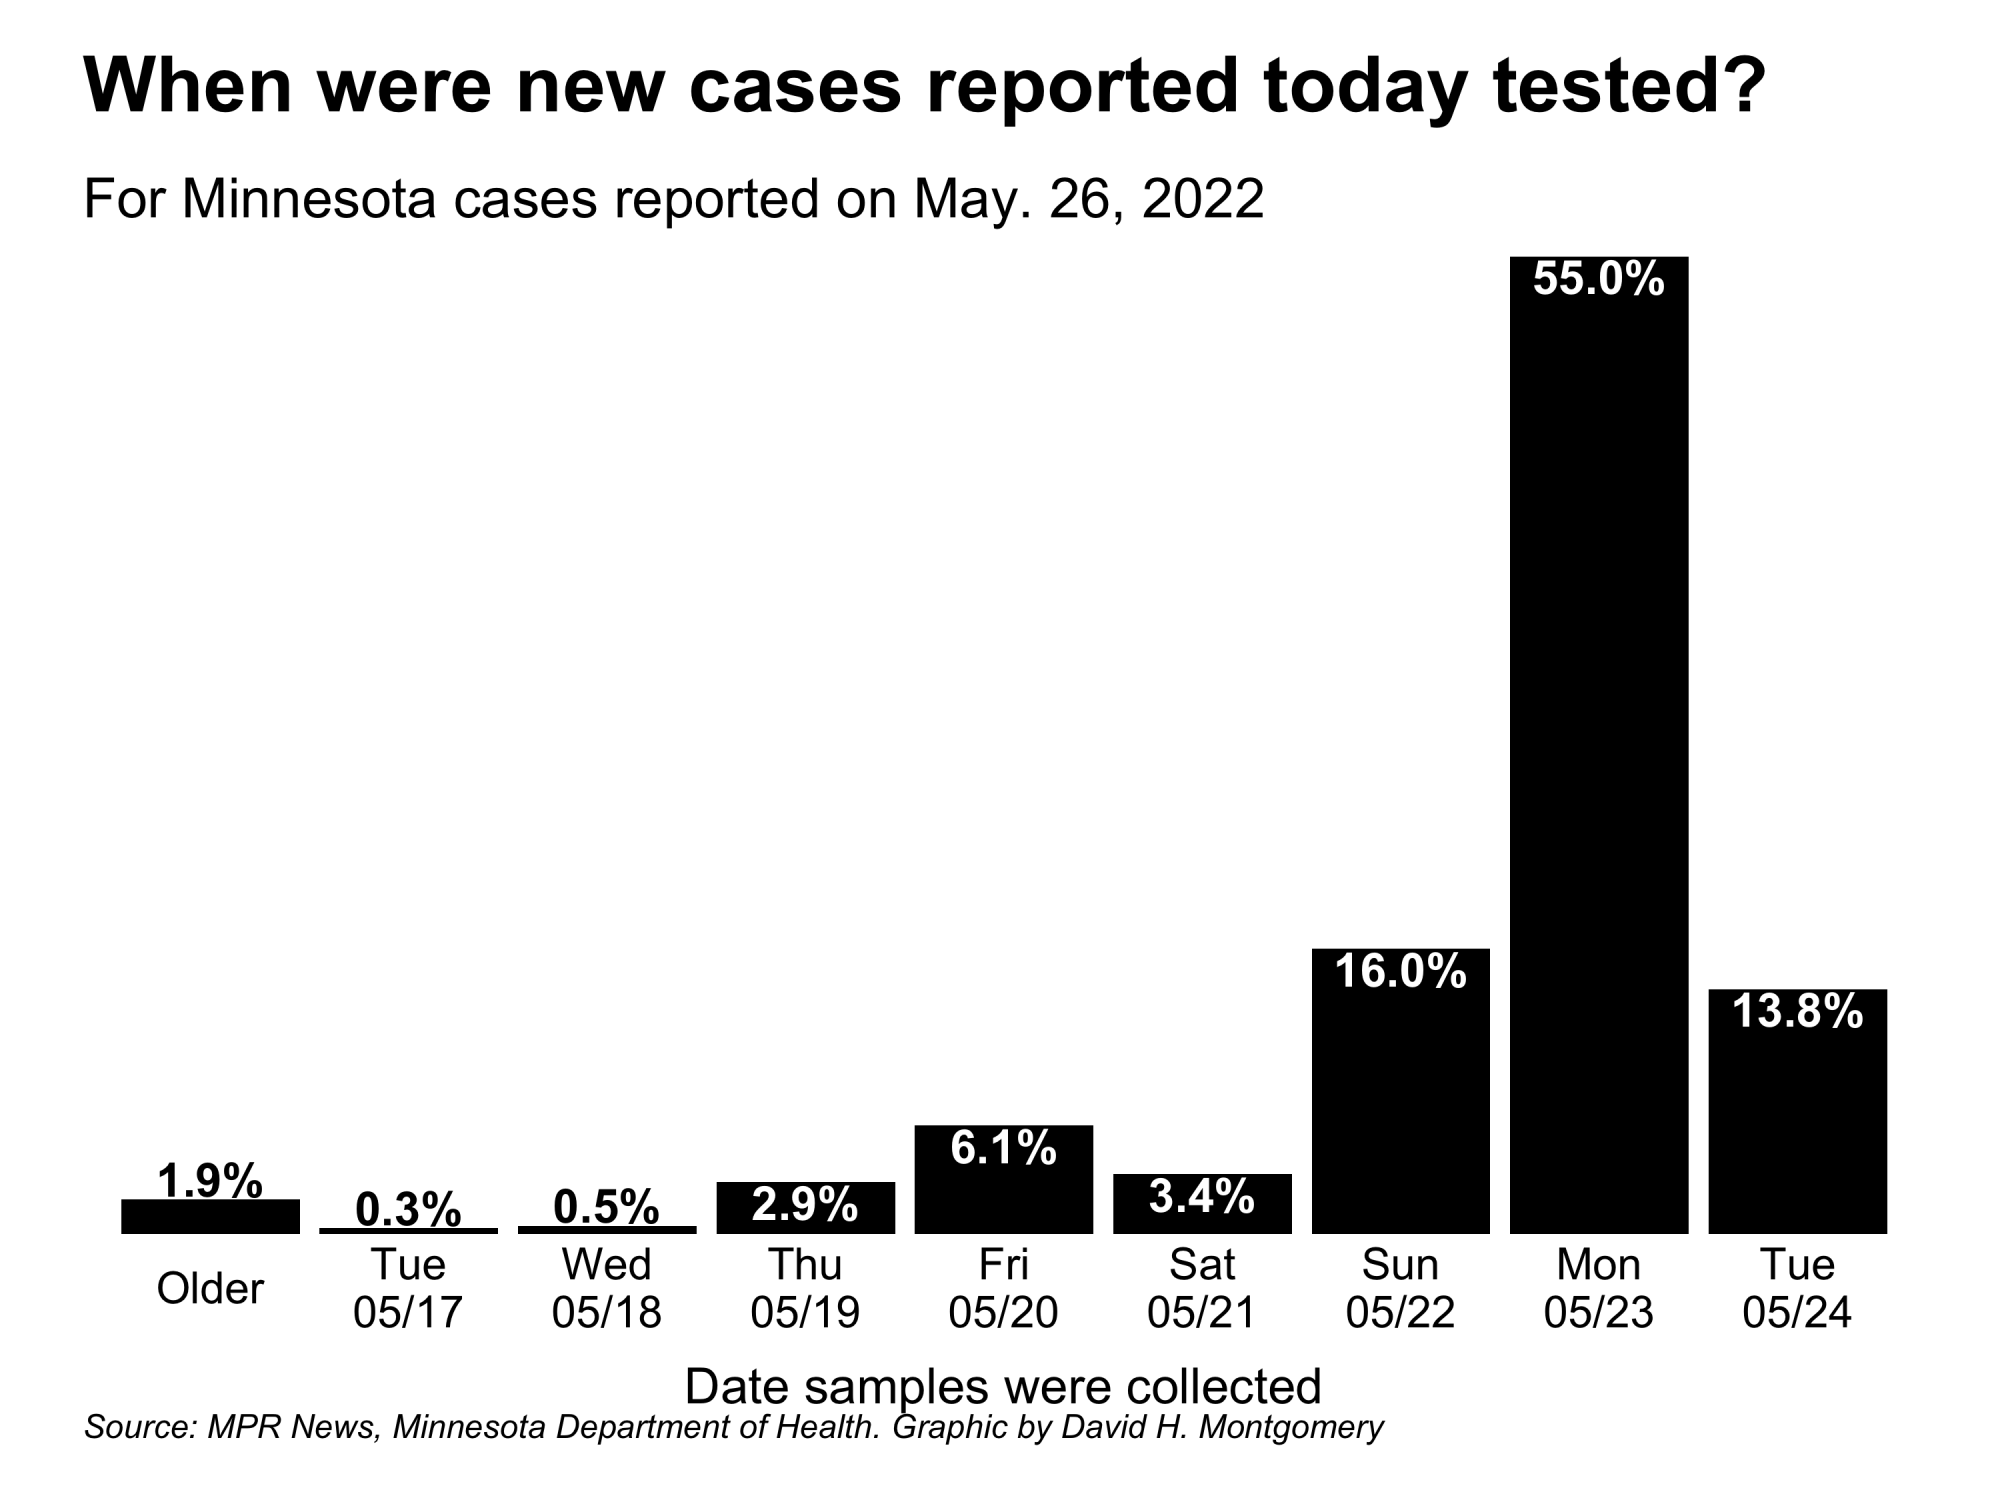 When were new cases reported today tested?
For Minnesota cases reported on May. 26, 2022
55.0%
16.0%
13.8%
6.1%
1.9%
0.3%
0.5%
2.9%
3.4%
Older
Tue
05/17
Wed
05/18
Thu
05/19
Fri
05/20
Sat
05/21
Sun
05/22
Mon
05/23
Tue
05/24
Date samples were collected
Source: MPR News, Minnesota Department of Health. Graphic by David H. Montgomery